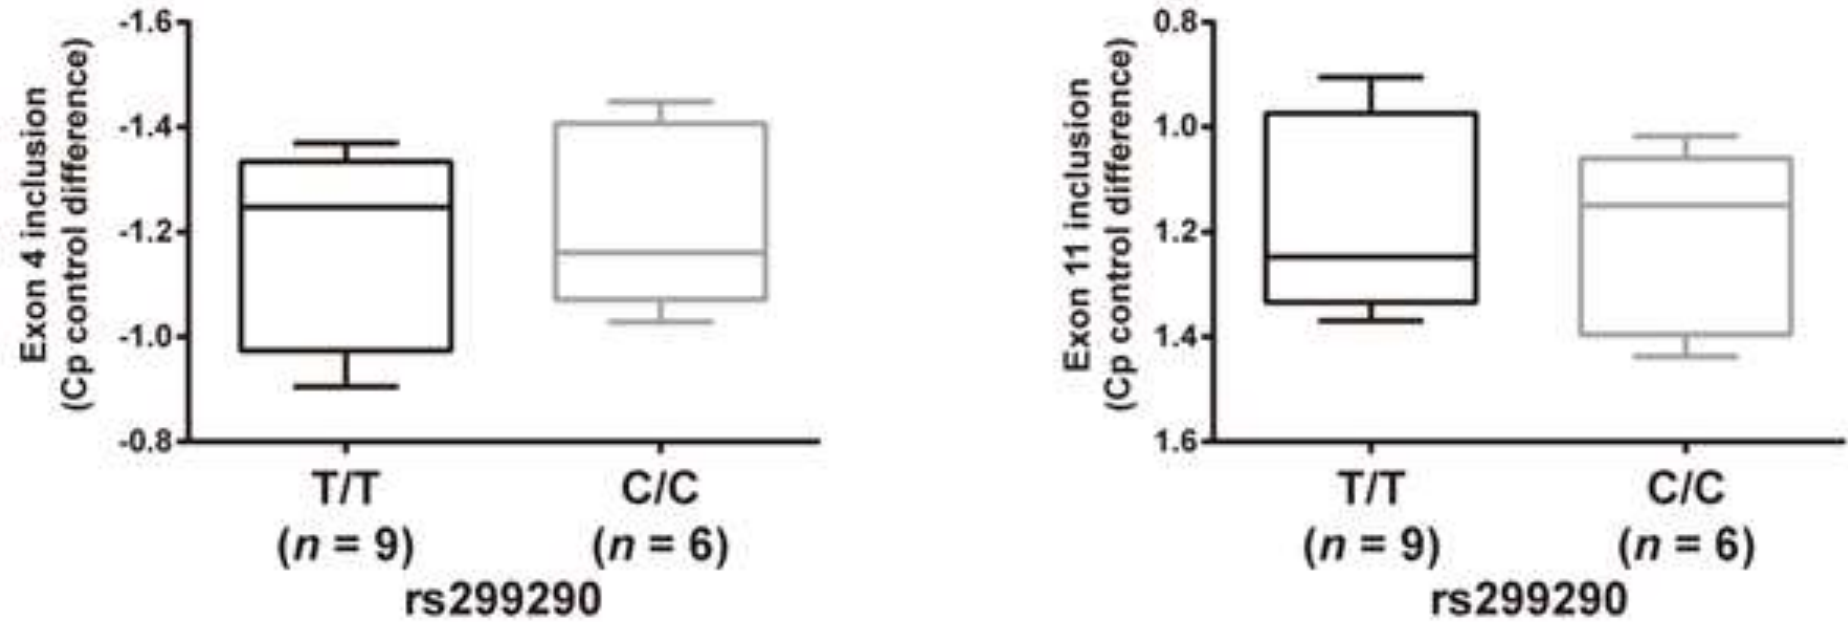 Exon 4 inclusion
(Cp control difference)
-1.6
-1.4
-1.2
-1.0
-0.8
T/T
C/C
(n = 9)
(n = 6)
rs299290
Exon 11 inclusion
(Cp control difference)
0.8
1.0
1.2
1.4
1.6
T/T
C/C
(n = 9)
(n = 6)
rs299290